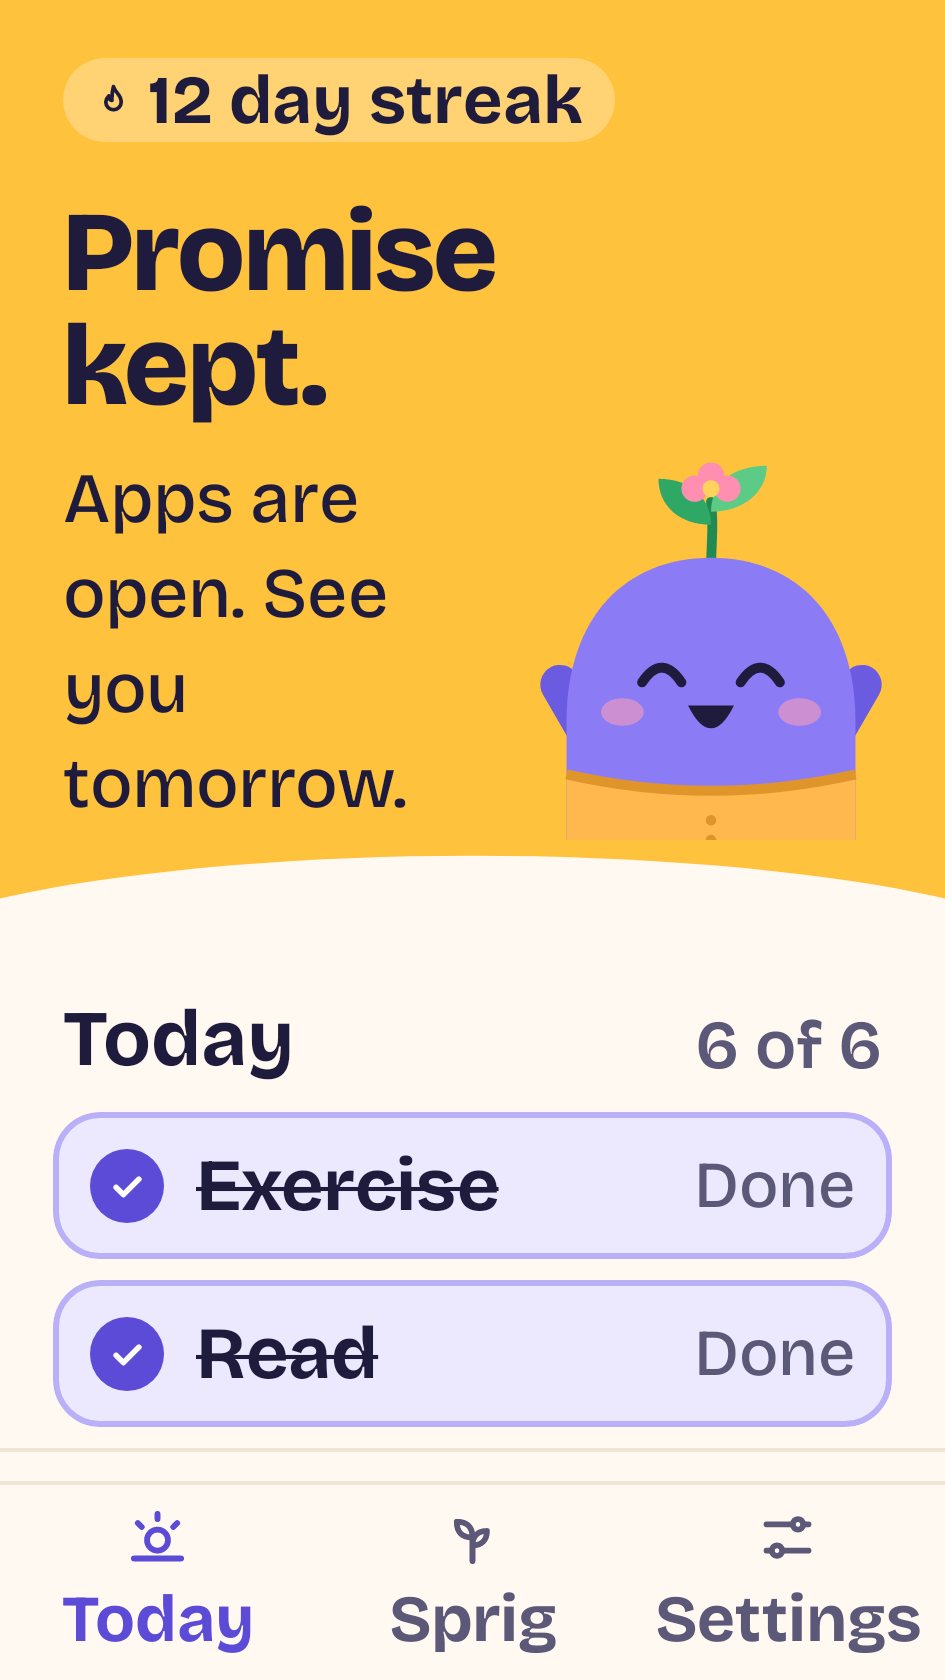 12 day streak
Promise
kept.
Apps are
open. See
you
tomorrow.
Today
6 of 6
Exercise
Done
Read
Done
Today
Sprig
Settings